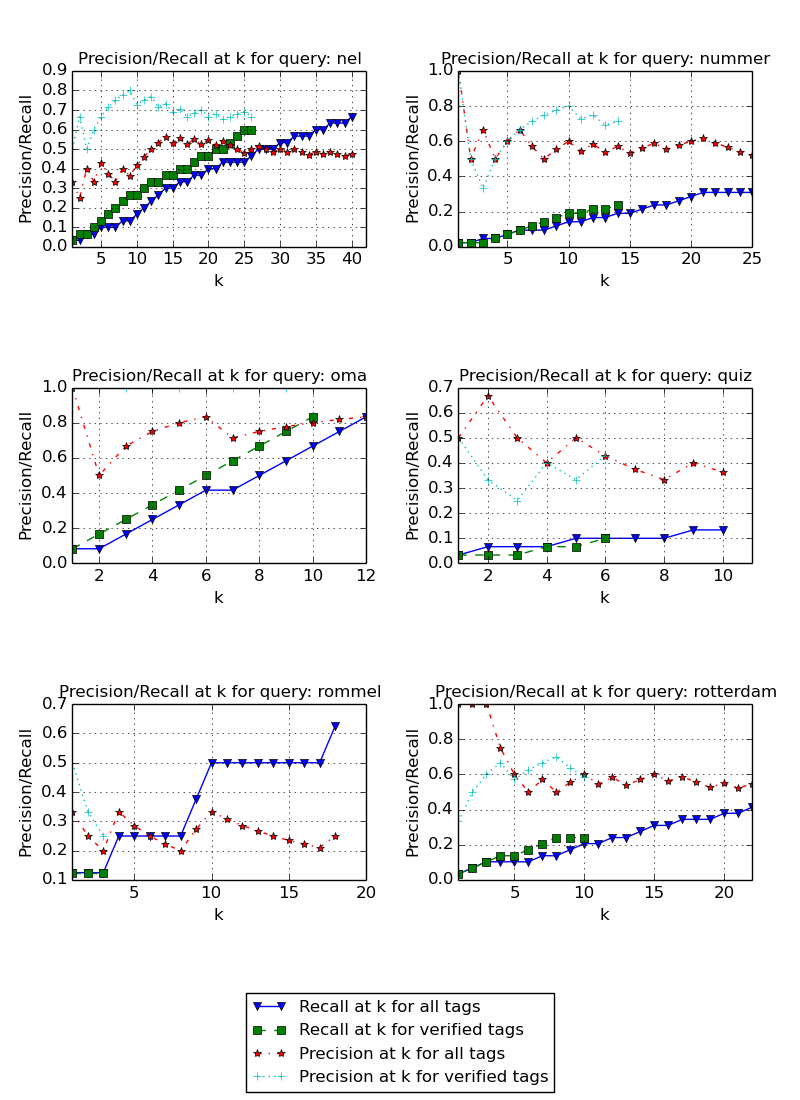 Precision/Recall at k for query: nel
Precision/Recall
0.9
0.8
0.7
0.6
0.5
0.4
0.3
0.2
0.1
0.0
5 10 15 20 25 30 35 40
k
Precision/Recall at k for query: nummer
Precision/Recall
1.0
0.8
0.6
0.4
0.2
0.0
5 10 15 20 25
k
Precision/Recall at k for query: oma
Precision/Recall
1.0
0.8
0.6
0.4
0.2
0.0
2 4 6 8 10 12
k
Precision/Recall at k for query: quiz
Precision/Recall
0.7
0.6
0.5
0.4
0.3
0.2
0.1
0.0
2 4 6 8 10
k
Precision/Recall at k for query: rommel
Precision/Recall
0.7
0.6
0.5
0.4
0.3
0.2
0.1
5 10 15 20
k
Precision/Recall at k for query: rotterdam
Precision/Recall
1.0
0.8
0.6
0.4
0.2
0.0
5 10 15 20
k
Recall at k for all tags
Recall at k for verified tags
Precision at k for all tags
Precision at k for verified tags